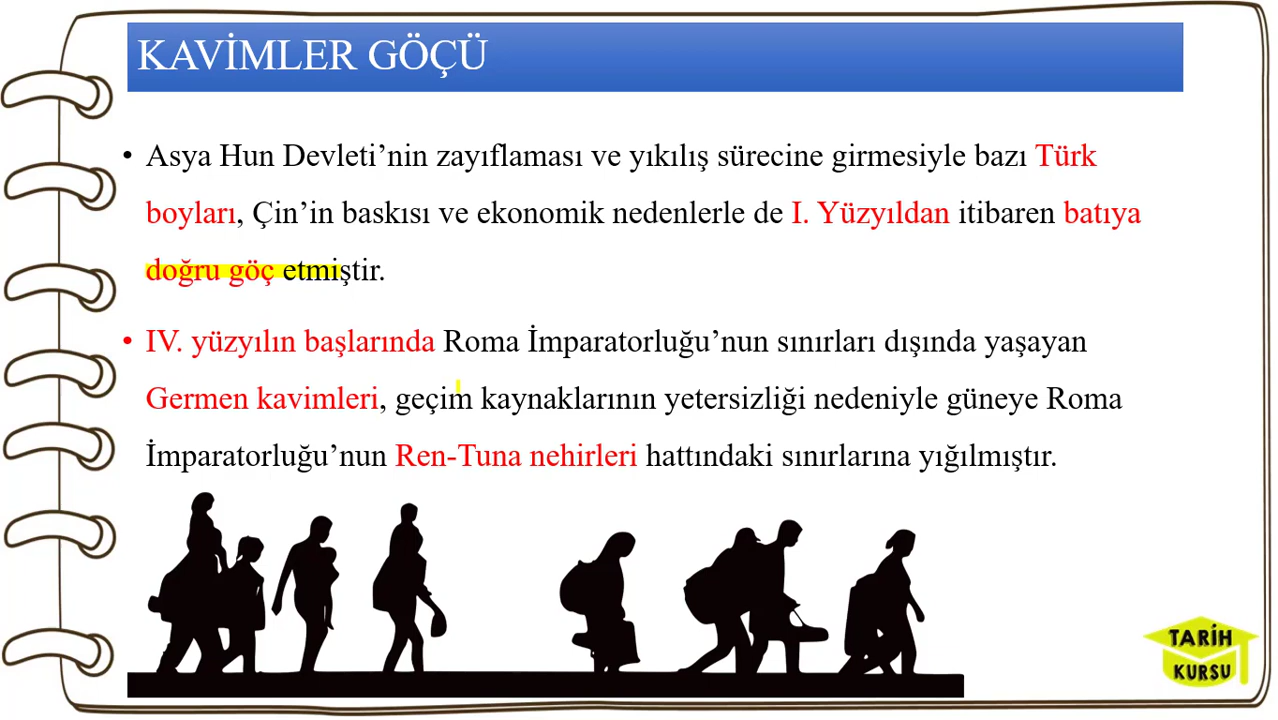 KAVİMLER GÖÇÜ
• Asya Hun Devleti’nin zayıflaması ve yıkılış sürecine girmesiyle bazı Türk
boyları, Çin’in baskısı ve ekonomik nedenlerle de I. Yüzyıldan itibaren batıya
doğru göç etmiştir.
• IV. yüzyılın başlarında Roma İmparatorluğu’nun sınırları dışında yaşayan
Germen kavimleri, geçim kaynaklarının yetersizliği nedeniyle güneye Roma
İmparatorluğu’nun Ren-Tuna nehirleri hattındaki sınırlarına yığılmıştır.
TARİH
KURSU